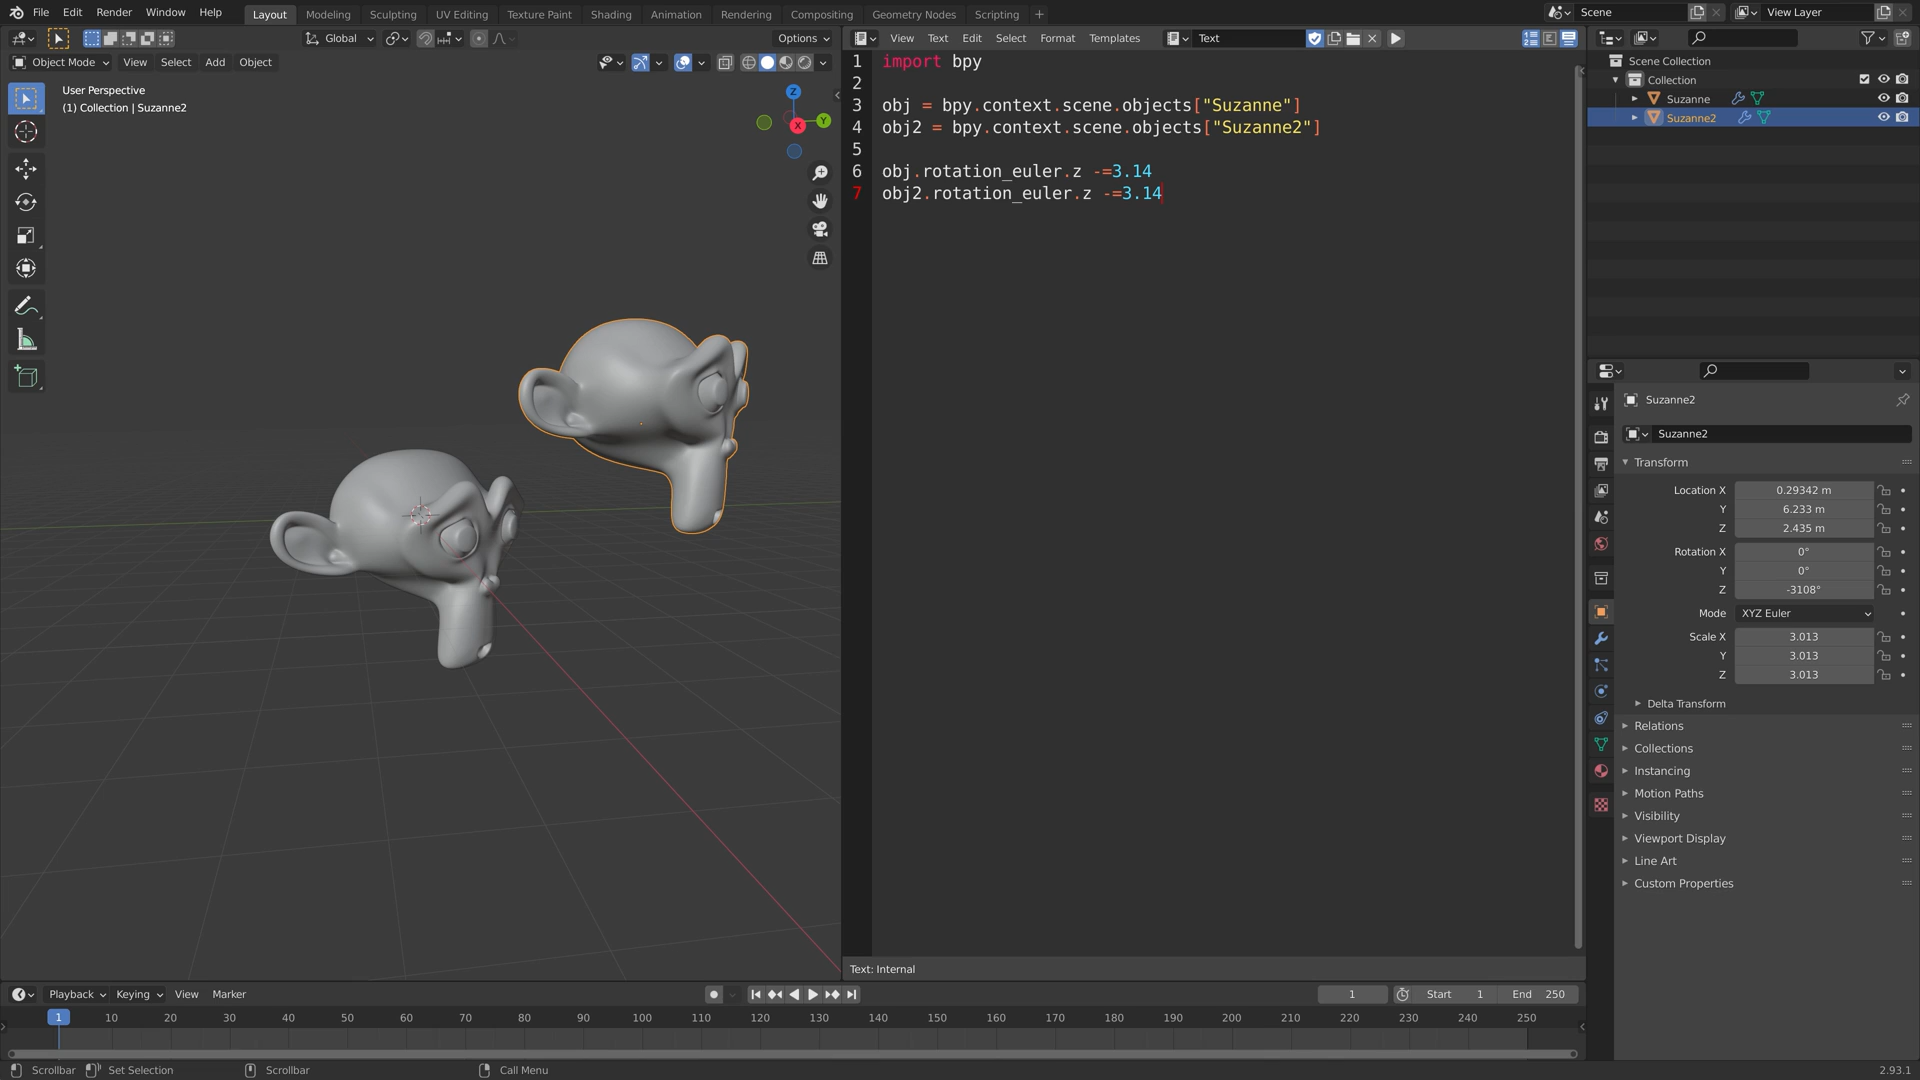 File Edit Render Window Help Layout Modeling Sculpting UV Editing Texture Paint Shading Animation Rendering Compositing Geometry Nodes Scripting + Scene View Layer
Global Options
Object Mode View Select Add Object
User Perspective
(1) Collection | Suzanne2
Z
Y
X
View Text Edit Select Format Templates Text
1 import bpy
2
3 obj = bpy.context.scene.objects["Suzanne"]
4 obj2 = bpy.context.scene.objects["Suzanne2"]
5
6 obj.rotation_euler.z -=3.14
7 obj2.rotation_euler.z -=3.14
Text: Internal
Scene Collection
Collection
Suzanne
Suzanne2
Suzanne2
Suzanne2
Transform
Location X 0.29342 m
Y 6.233 m
Z 2.435 m
Rotation X 0°
Y 0°
Z -3108°
Mode XYZ Euler
Scale X 3.013
Y 3.013
Z 3.013
Delta Transform
Relations
Collections
Instancing
Motion Paths
Visibility
Viewport Display
Line Art
Custom Properties
Playback Keying View Marker 1 Start 1 End 250
1 10 20 30 40 50 60 70 80 90 100 110 120 130 140 150 160 170 180 190 200 210 220 230 240 250
Scrollbar Set Selection Scrollbar Call Menu 2.93.1